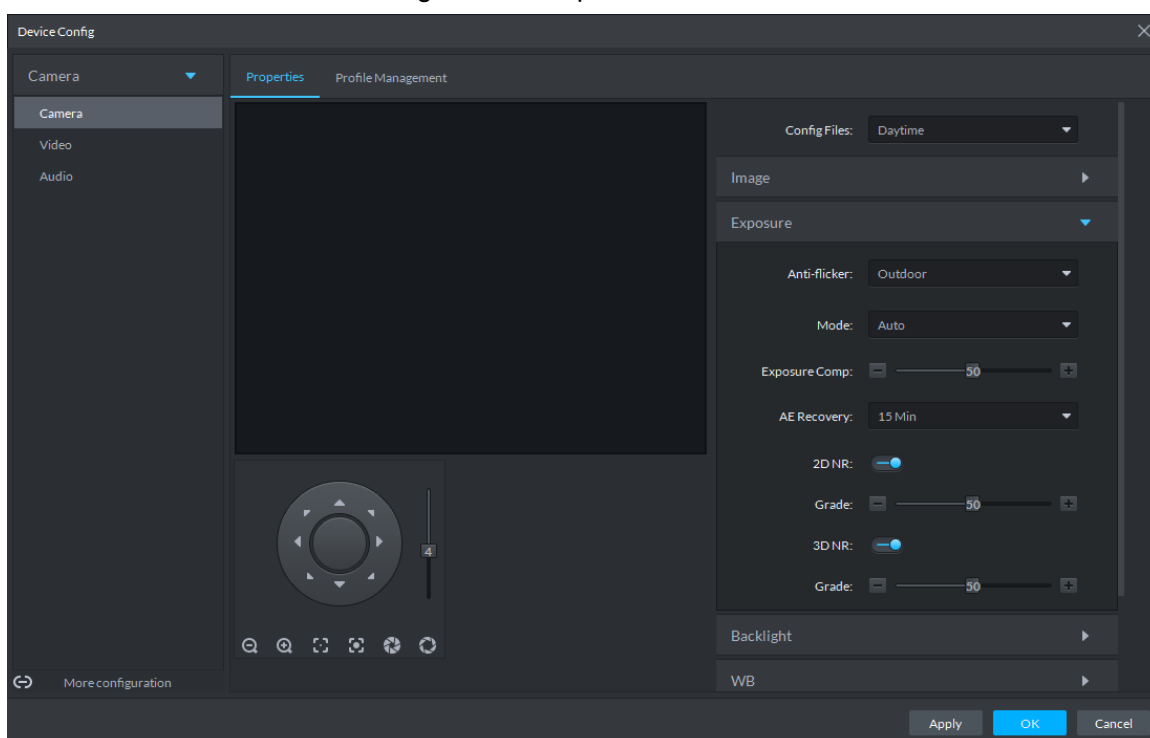 Device Config
Camera
Properties Profile Management
Camera
Video
Audio
Config Files: Daytime
Image
Exposure
Anti-flicker: Outdoor
Mode: Auto
Exposure Comp: 50
AE Recovery: 15 Min
2D NR:
Grade: 50
3D NR:
Grade: 50
4
Backlight
WB
More configuration
Apply OK Cancel